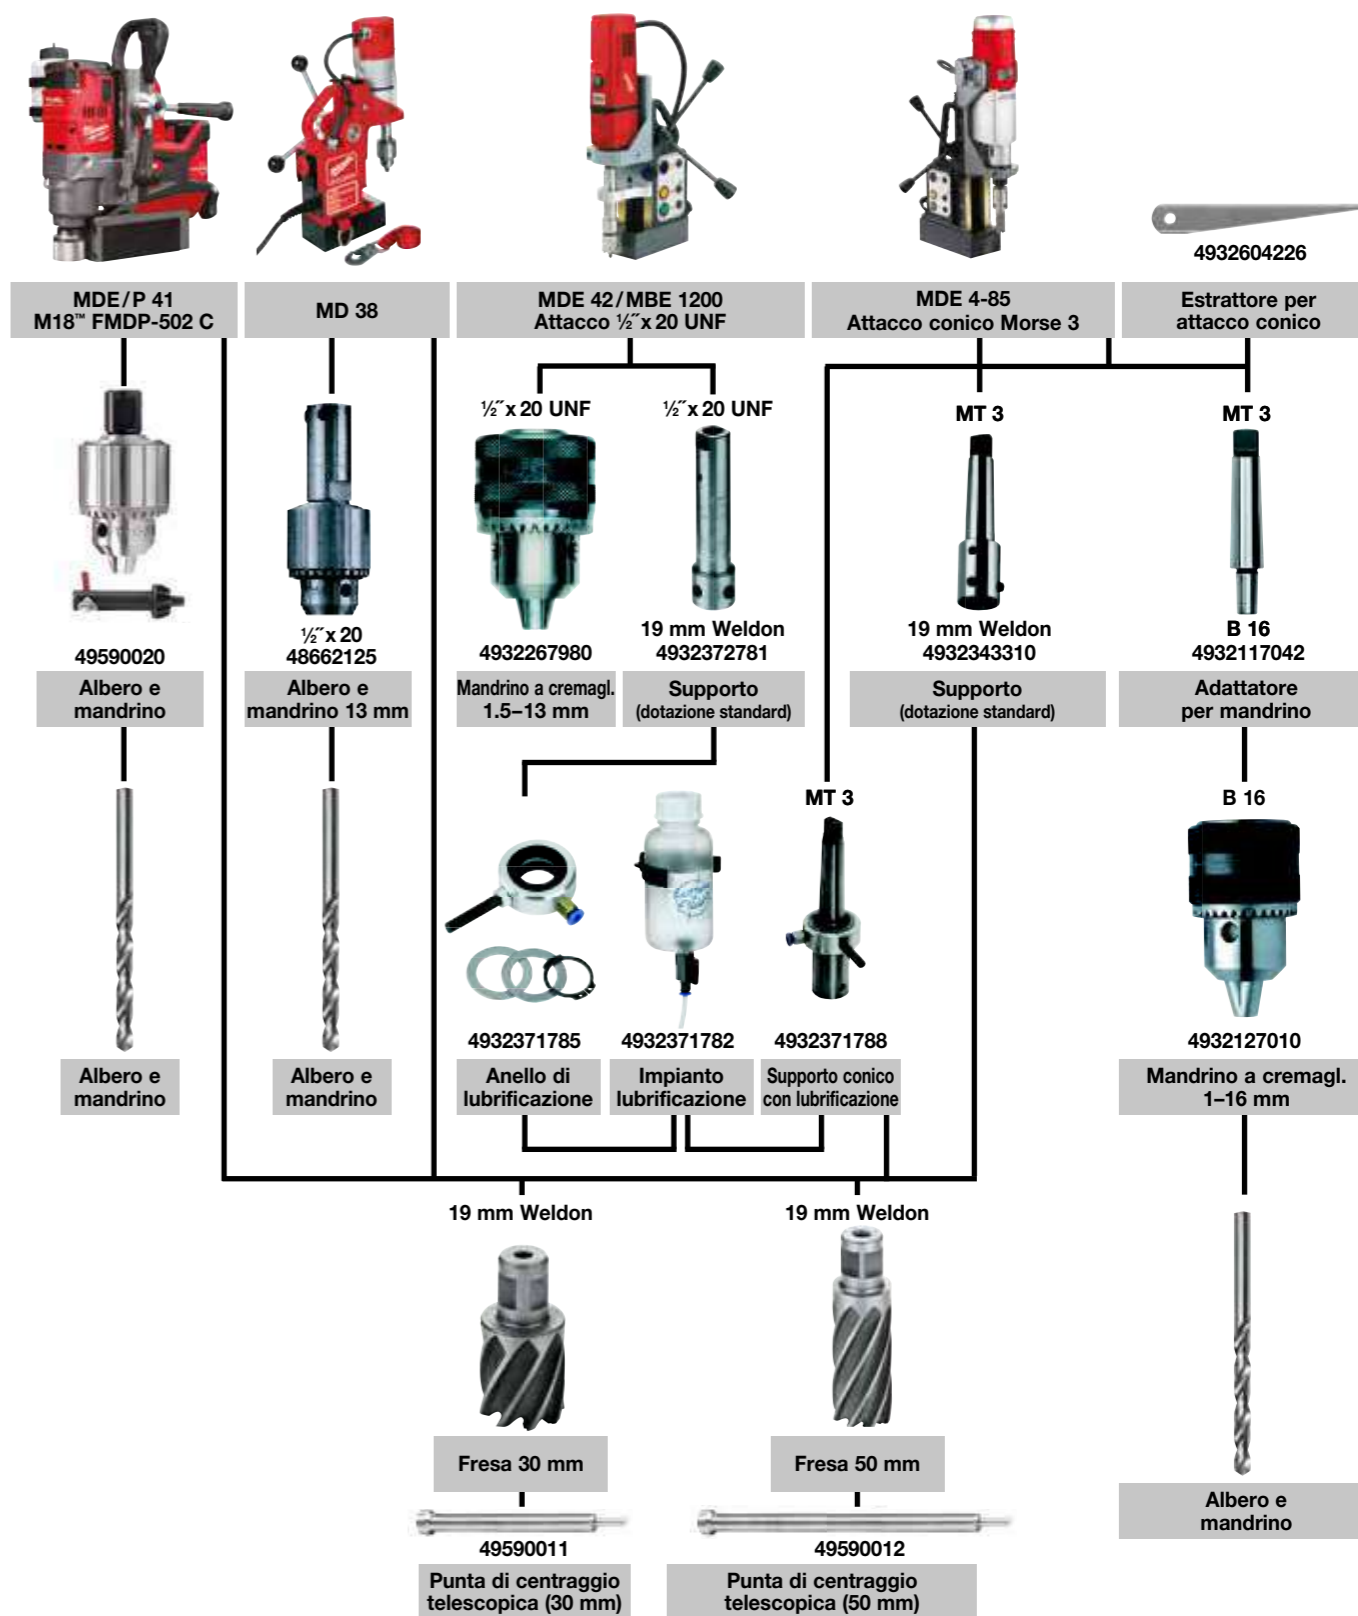 4932604226
MDE/P 41
M18™ FMDP-502 C
MD 38
MDE 42/MBE 1200
Attacco ½˝x 20 UNF
MDE 4-85
Attacco conico Morse 3
Estrattore per
attacco conico
½˝x 20 UNF
½˝x 20 UNF
MT 3
MT 3
½˝x 20
19 mm Weldon
19 mm Weldon
B 16
49590020
48662125
4932267980
4932372781
4932343310
4932117042
Albero e
mandrino
Albero e
mandrino 13 mm
Mandrino a cremagl.
1.5–13 mm
Supporto
(dotazione standard)
Supporto
(dotazione standard)
Adattatore
per mandrino
MT 3
B 16
4932371785
4932371782
4932371788
4932127010
Albero e
mandrino
Albero e
mandrino
Anello di
lubrificazione
Impianto
lubrificazione
Supporto conico
con lubrificazione
Mandrino a cremagl.
1–16 mm
19 mm Weldon
19 mm Weldon
Fresa 30 mm
Fresa 50 mm
Albero e
mandrino
49590011
49590012
Punta di centraggio
telescopica (30 mm)
Punta di centraggio
telescopica (50 mm)